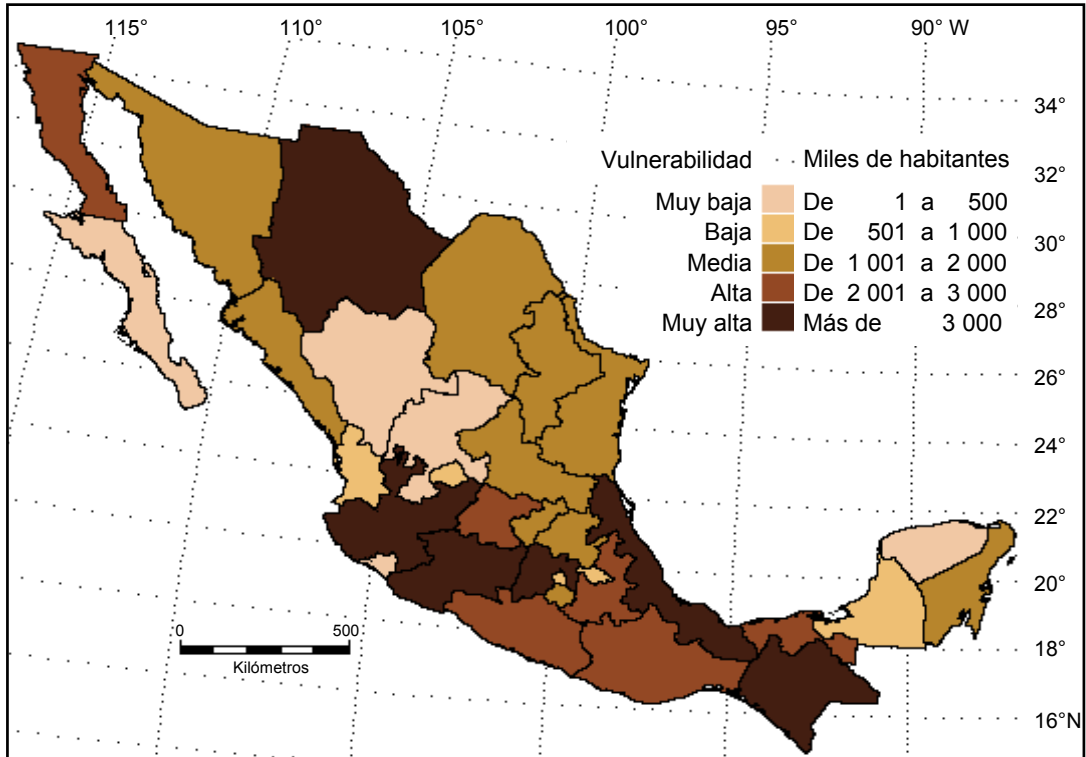 115° 110° 105° 100° 95° 90° W
34°
Vulnerabilidad Miles de habitantes
32°
Muy baja De 1 a 500
Baja De 501 a 1 000
30°
Media De 1 001 a 2 000
Alta De 2 001 a 3 000
28°
Muy alta Más de 3 000
26°
24°
22°
20°
0 500
Kilómetros
18°
16°N